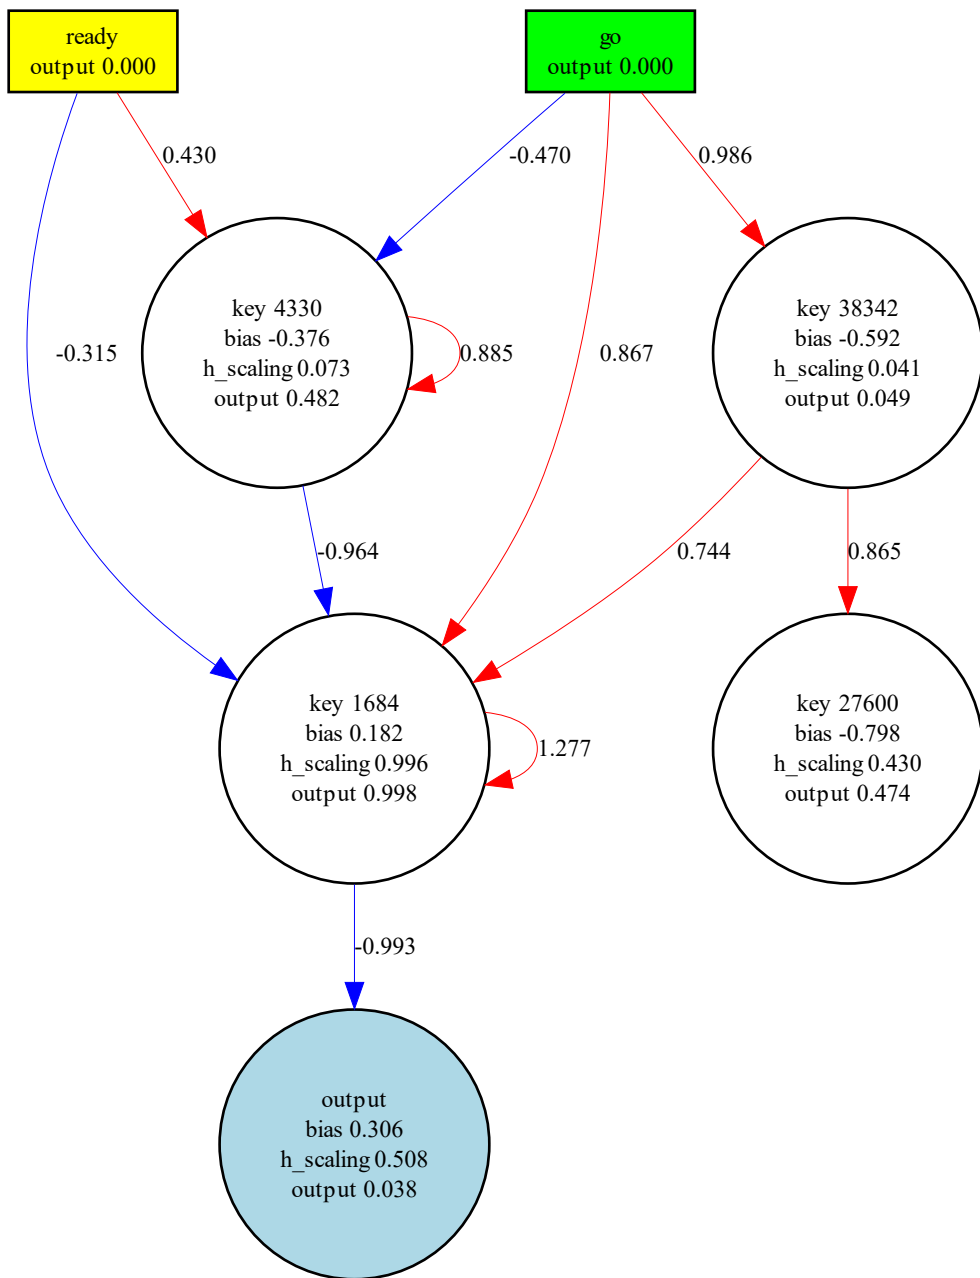 ready
output 0.000
go
output 0.000
0.430
-0.470
0.986
key 4330
bias -0.376
h_scaling 0.073
output 0.482
key 38342
bias -0.592
h_scaling 0.041
output 0.049
-0.315
0.885
0.867
-0.964
0.744
0.865
key 1684
bias 0.182
h_scaling 0.996
output 0.998
1.277
key 27600
bias -0.798
h_scaling 0.430
output 0.474
-0.993
output
bias 0.306
h_scaling 0.508
output 0.038